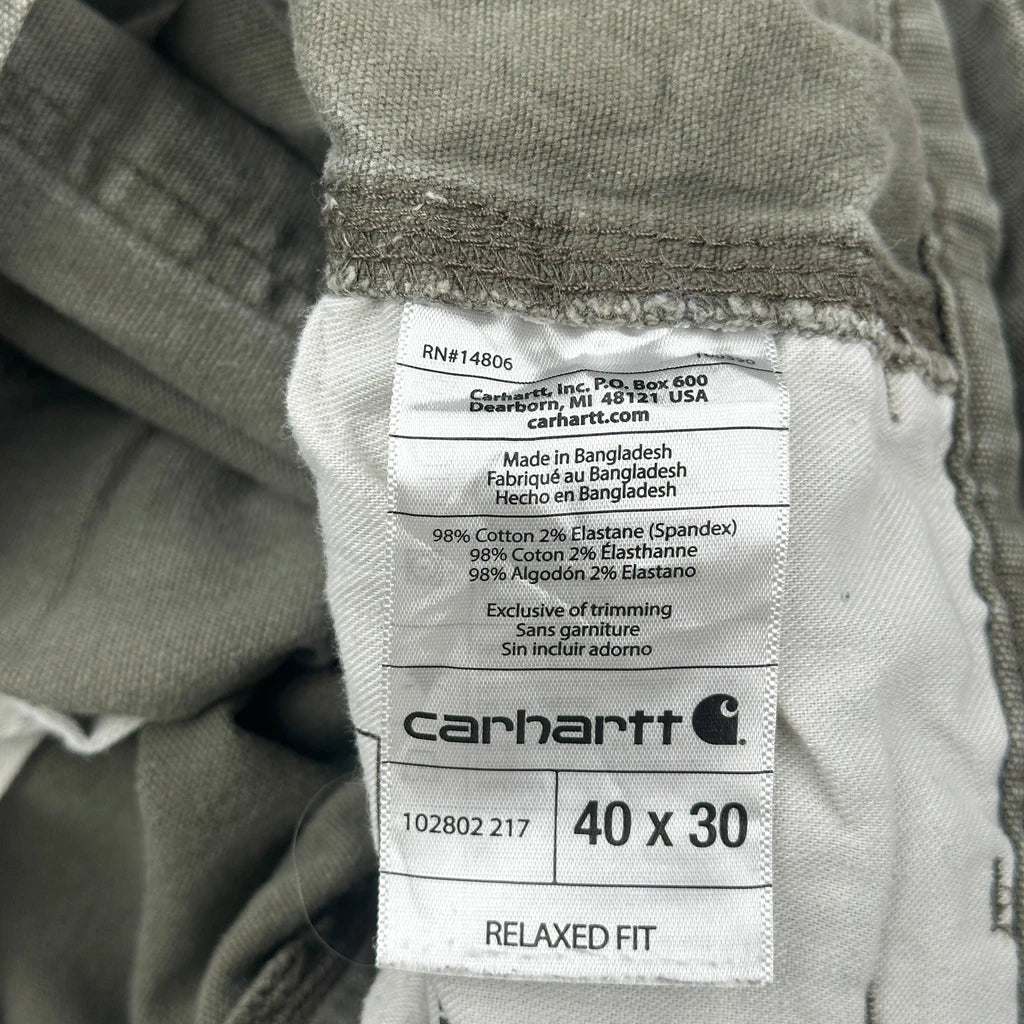 RN#14806
Carhartt, Inc. P.O. Box 600
Dearborn, MI 48121 USA
carhartt.com
Made in Bangladesh
Fabriqué au Bangladesh
Hecho en Bangladesh
98% Cotton 2% Elastane (Spandex)
98% Coton 2% Élasthanne
98% Algodón 2% Elastano
Exclusive of trimming
Sans garniture
Sin incluir adorno
carhartt
102802 217
40 x 30
RELAXED FIT